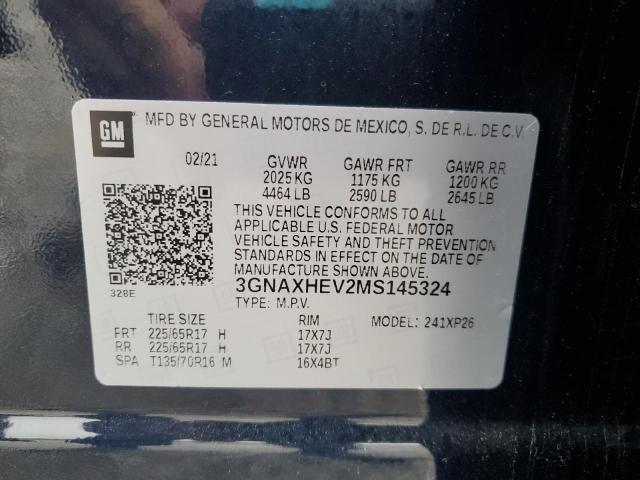 GM MFD BY GENERAL MOTORS DE MEXICO, S. DE R.L. DE C.V
02/21 GVWR GAWR FRT GAWR RR
2025 KG 1175 KG 1200 KG
4464 LB 2590 LB 2645 LB
THIS VEHICLE CONFORMS TO ALL
APPLICABLE U.S. FEDERAL MOTOR
VEHICLE SAFETY AND THEFT PREVENTION
STANDARDS IN EFFECT ON THE DATE OF
MANUFACTURE SHOWN ABOVE.
328E 3GNAXHEV2MS145324
TYPE: M.P.V.
TIRE SIZE RIM MODEL: 241XP26
FRT 225/65R17 H 17X7J
RR 225/65R17 H 17X7J
SPA T135/70R16 M 16X4BT